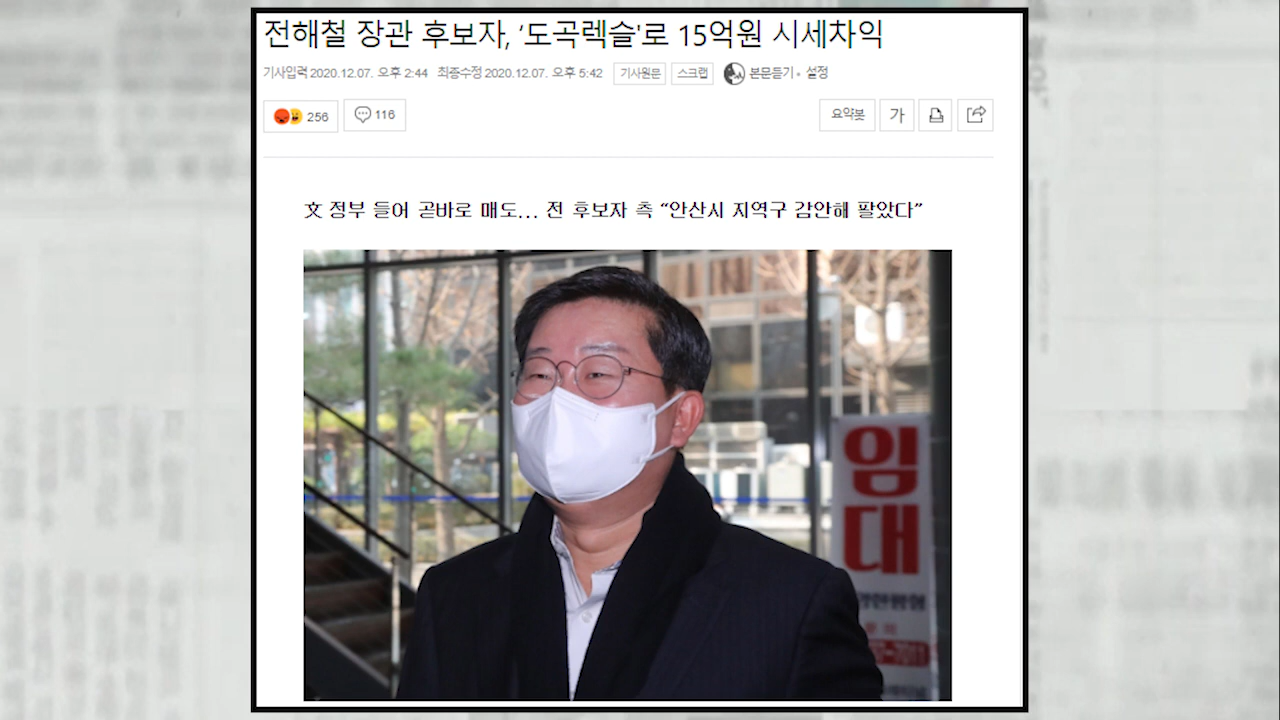 전해철 장관 후보자, ‘도곡렉슬'로 15억원 시세차익
기사입력 2020.12.07. 오후 2:44 최종수정 2020.12.07. 오후 5:42 기사원문 스크랩 본문듣기 · 설정
256 116 요약봇 가
文 정부 들어 곧바로 매도... 전 후보자 측 “안산시 지역구 감안해 팔았다”
임
대